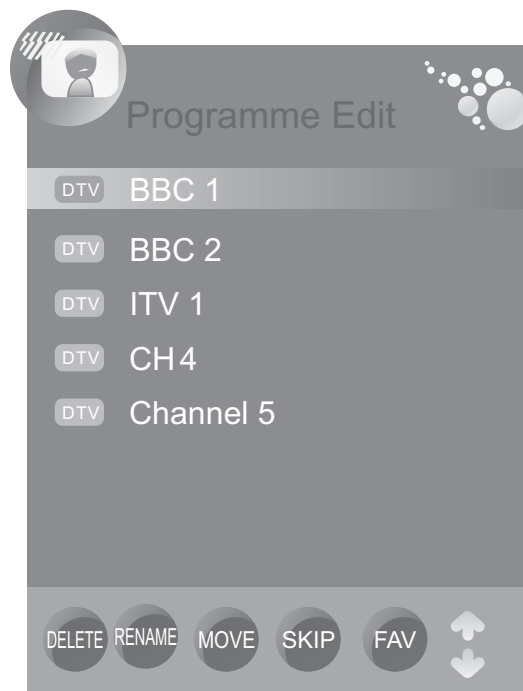 Programme Edit
DTV BBC 1
DTV BBC 2
DTV ITV 1
DTV CH 4
DTV Channel 5
DELETE RENAME MOVE SKIP FAV